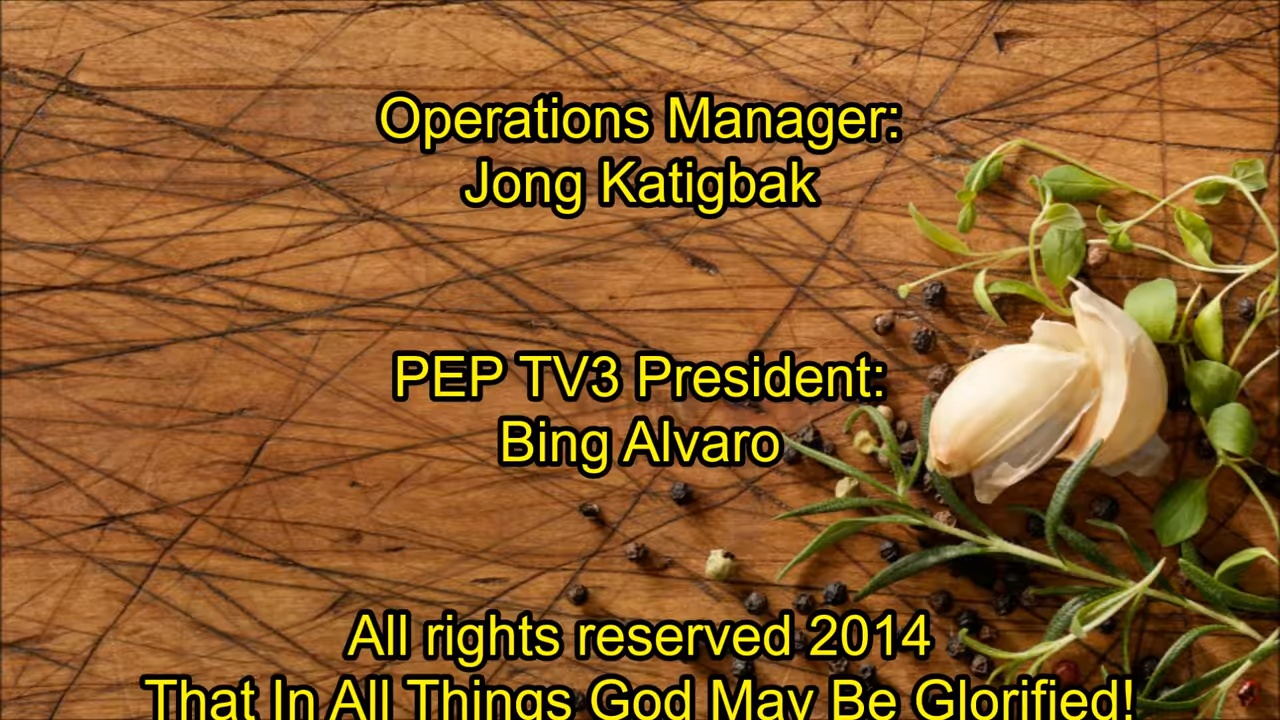 Operations Manager:
Jong Katigbak
PEP TV3 President:
Bing Alvaro
All rights reserved 2014
That In All Things God May Be Glorified!